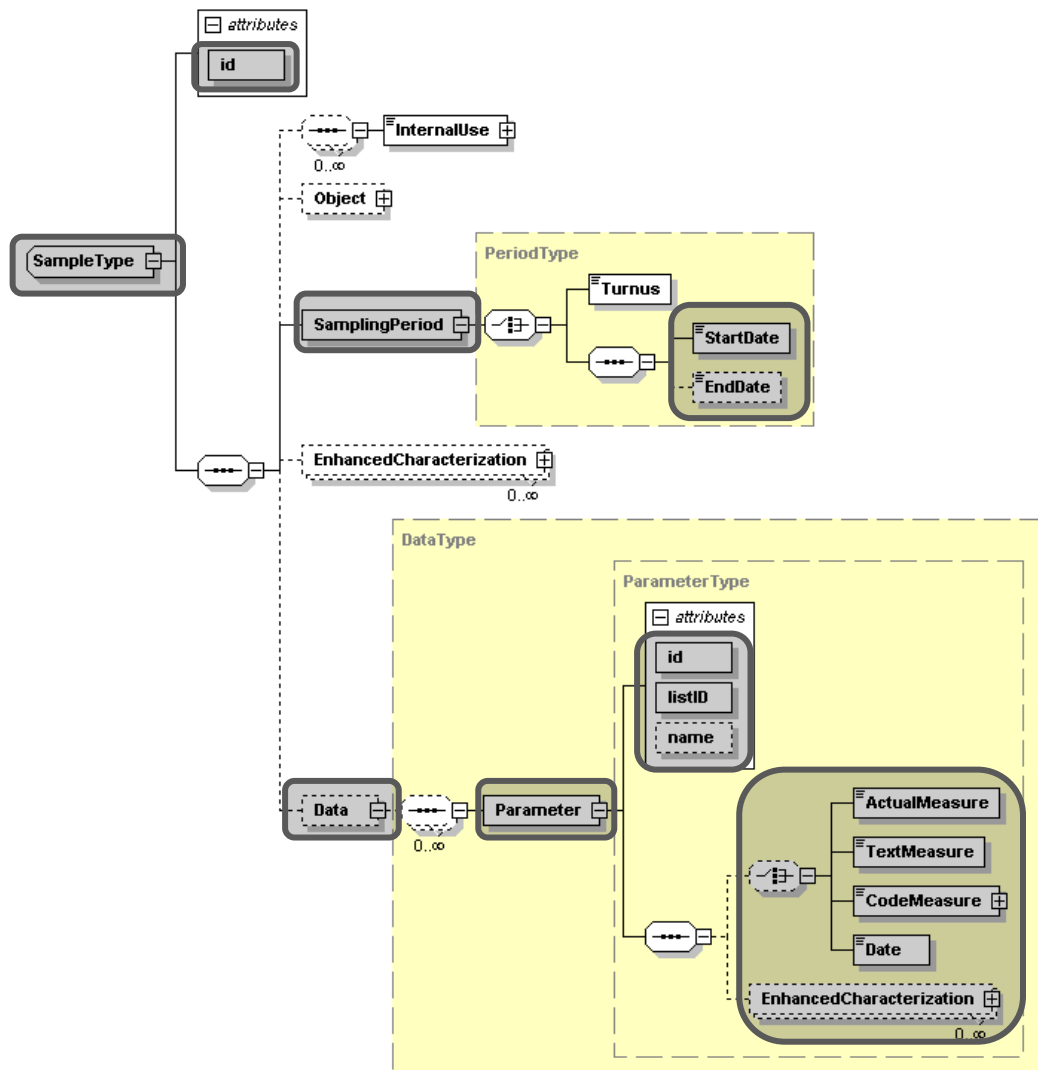 attributes
id
InternalUse
0..∞
Object
SampleType
PeriodType
Turnus
SamplingPeriod
StartDate
EndDate
EnhancedCharacterization
0..∞
DataType
ParameterType
attributes
id
listID
name
Data
0..∞
Parameter
ActualMeasure
TextMeasure
CodeMeasure
Date
EnhancedCharacterization
0..∞